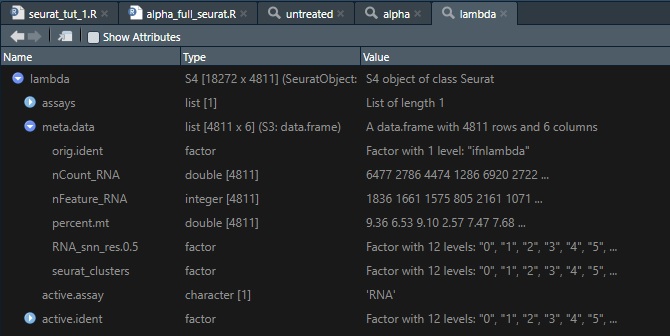 seurat_tut_1.R alpha_full_seurat.R untreated alpha lambda
Show Attributes
Name Type Value
lambda S4 [18272 x 4811] (SeuratObject: S4 object of class Seurat
assays list [1] List of length 1
meta.data list [4811 x 6] (S3: data.frame) A data.frame with 4811 rows and 6 columns
orig.ident factor Factor with 1 level: "ifnlambda"
nCount_RNA double [4811] 6477 2786 4474 1286 6920 2722 ...
nFeature_RNA integer [4811] 1836 1661 1575 805 2161 1071 ...
percent.mt double [4811] 9.36 6.53 9.10 2.57 7.47 7.68 ...
RNA_snn_res.0.5 factor Factor with 12 levels: "0", "1", "2", "3", "4", "5", ...
seurat_clusters factor Factor with 12 levels: "0", "1", "2", "3", "4", "5", ...
active.assay character [1] 'RNA'
active.ident factor Factor with 12 levels: "0", "1", "2", "3", "4", "5", ...